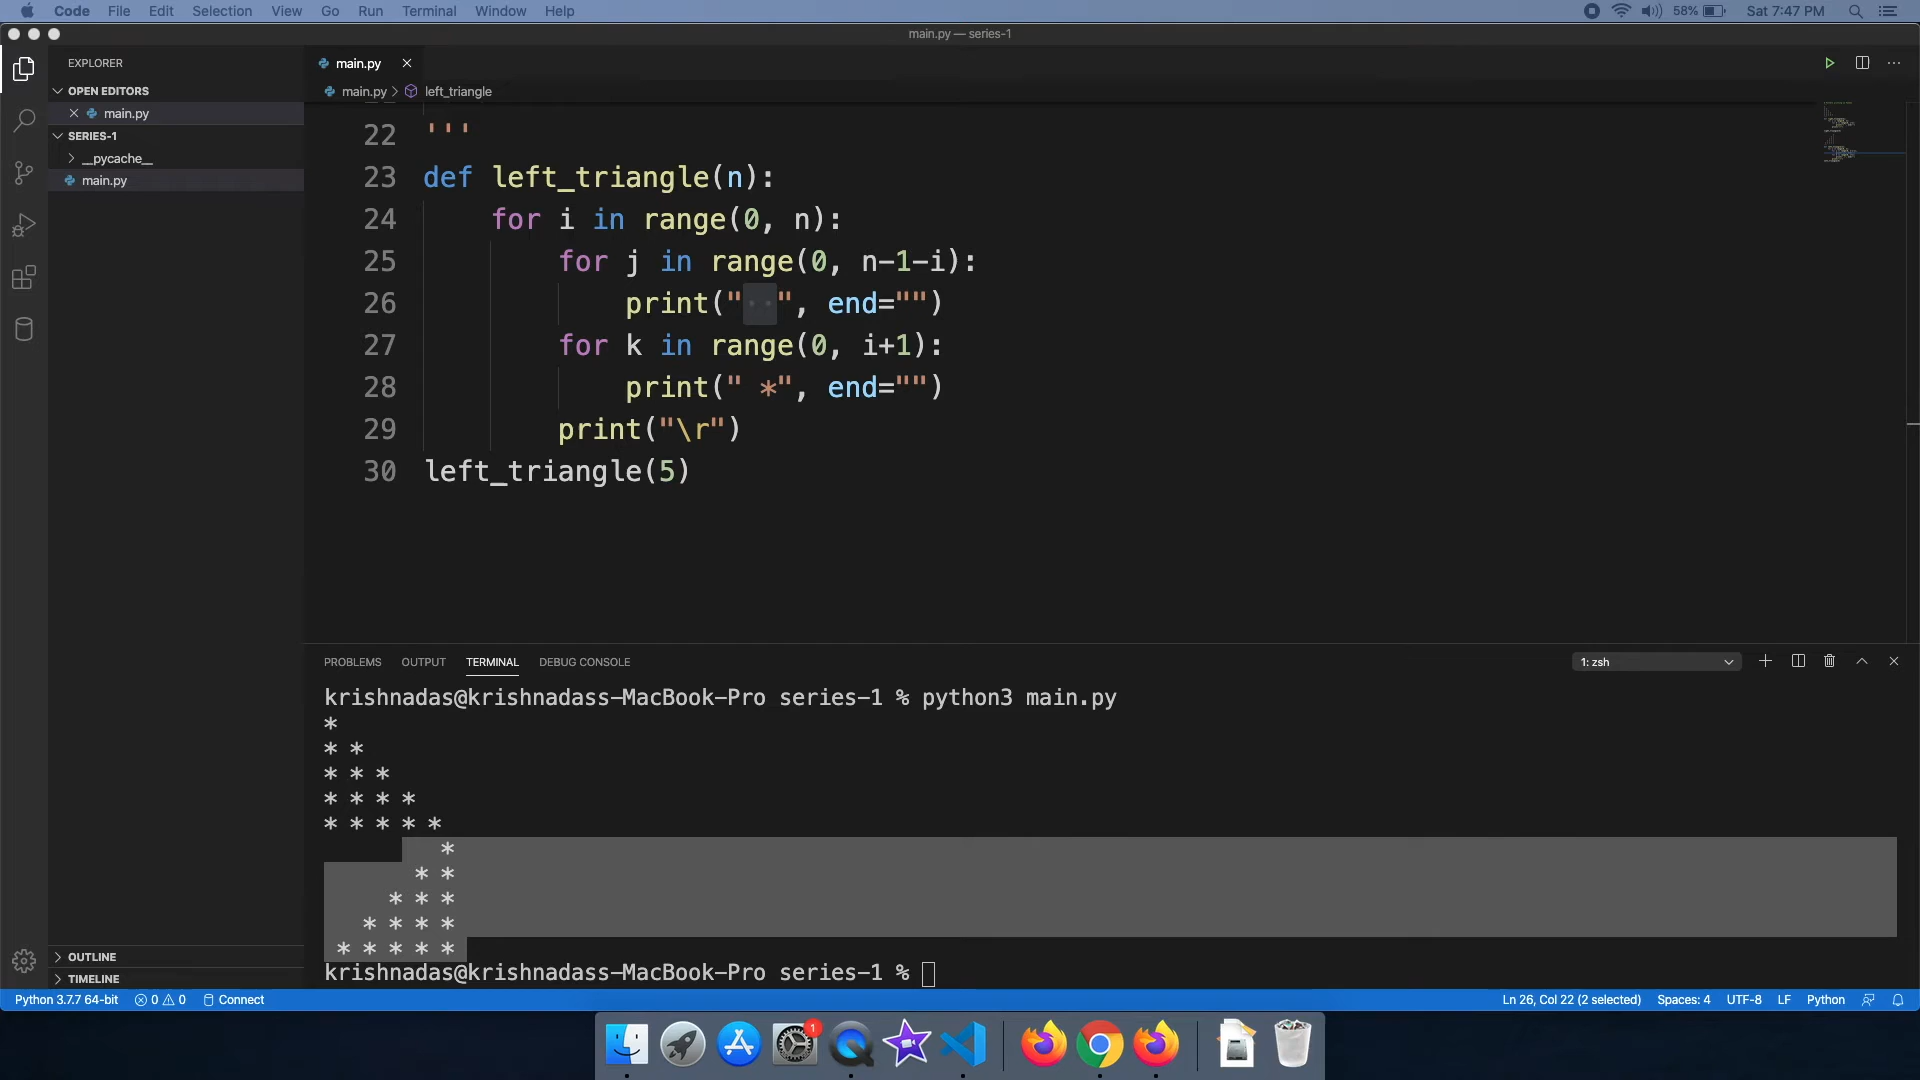 Code File Edit Selection View Go Run Terminal Window Help 58% Sat 7:47 PM
main.py — series-1
EXPLORER
main.py
OPEN EDITORS
main.py > left_triangle
main.py
SERIES-1
__pycache__
main.py
22 '''
23 def left_triangle(n):
24 for i in range(0, n):
25 for j in range(0, n-1-i):
26 print("··", end="")
27 for k in range(0, i+1):
28 print(" *", end="")
29 print("\r")
30 left_triangle(5)
PROBLEMS OUTPUT TERMINAL DEBUG CONSOLE 1: zsh
krishnadas@krishnadass-MacBook-Pro series-1 % python3 main.py
*
* *
* * *
* * * *
* * * * *
*
* *
* * *
* * * *
* * * * *
krishnadas@krishnadass-MacBook-Pro series-1 %
OUTLINE
TIMELINE
Python 3.7.7 64-bit 0 0 Connect Ln 26, Col 22 (2 selected) Spaces: 4 UTF-8 LF Python
1